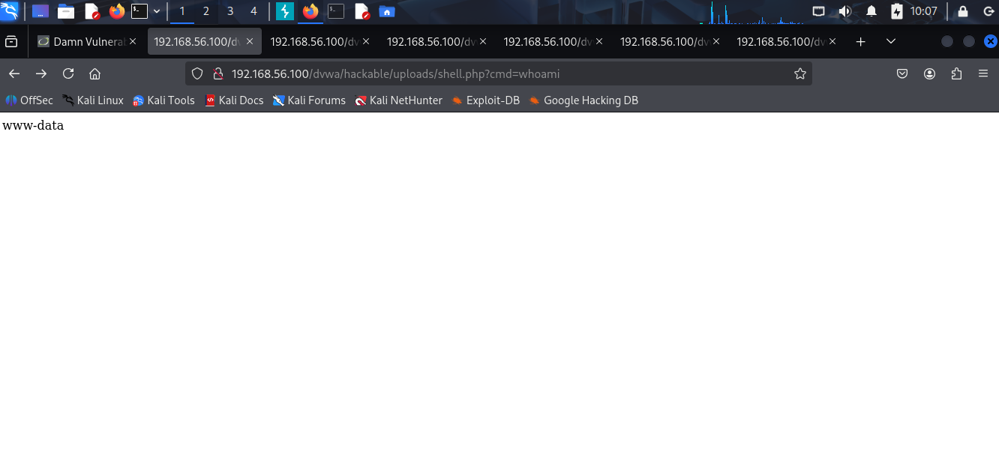 1 2 3 4 10:07
Damn Vulnerab 192.168.56.100/dv 192.168.56.100/dv 192.168.56.100/dv 192.168.56.100/dv 192.168.56.100/dv 192.168.56.100/dv
192.168.56.100/dvwa/hackable/uploads/shell.php?cmd=whoami
OffSec Kali Linux Kali Tools Kali Docs Kali Forums Kali NetHunter Exploit-DB Google Hacking DB
www-data